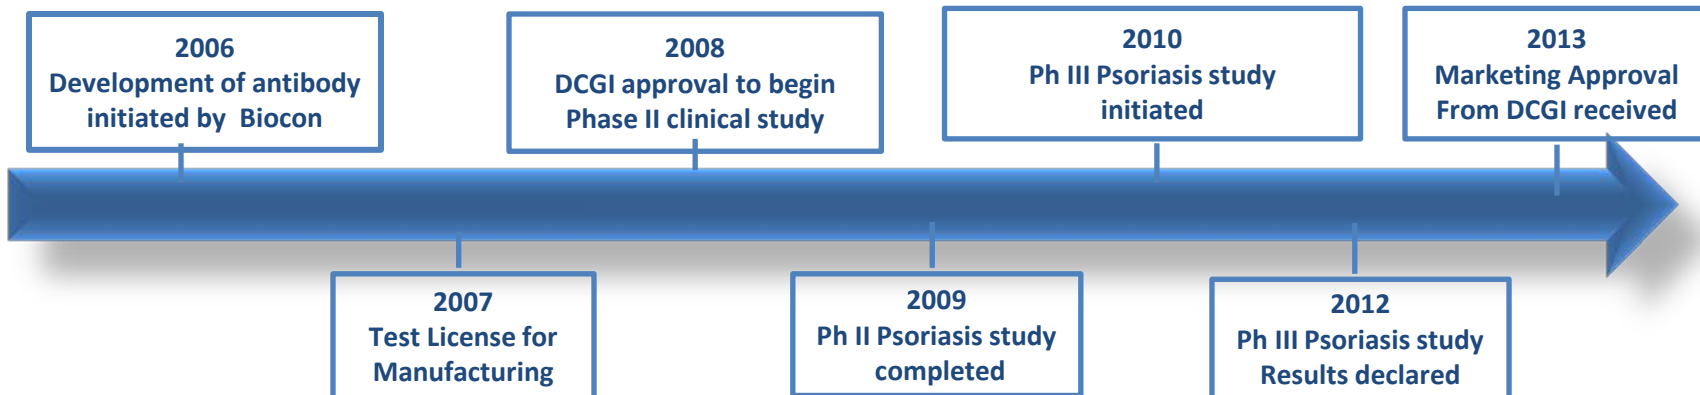 2006
Development of antibody
initiated by Biocon
2007
Test License for
Manufacturing
2008
DCGI approval to begin
Phase II clinical study
2009
Ph II Psoriasis study
completed
2010
Ph III Psoriasis study
initiated
2012
Ph III Psoriasis study
Results declared
2013
Marketing Approval
From DCGI received